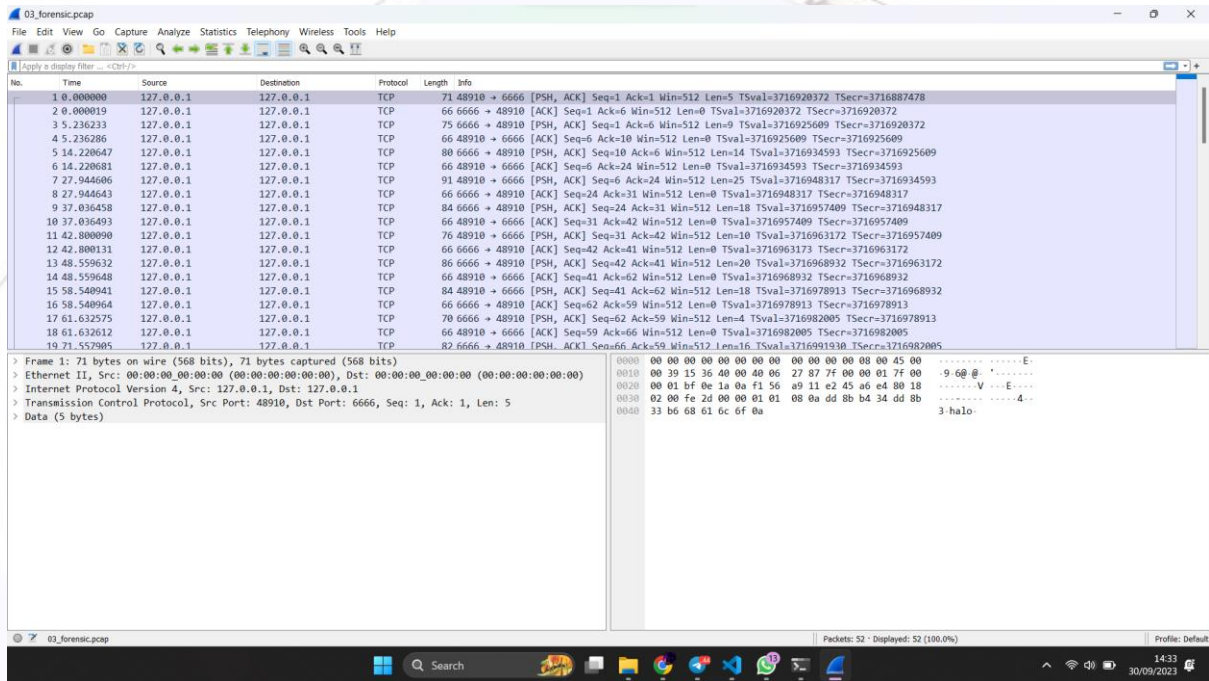 03_forensic.pcap
File Edit View Go Capture Analyze Statistics Telephony Wireless Tools Help
Apply a display filter ... <Ctrl-/>
No. Time Source Destination Protocol Length Info
1 0.000000 127.0.0.1 127.0.0.1 TCP 71 48910 → 6666 [PSH, ACK] Seq=1 Ack=1 Win=512 Len=5 TSval=3716920372 TSecr=3716887478
2 0.000019 127.0.0.1 127.0.0.1 TCP 66 6666 → 48910 [ACK] Seq=1 Ack=6 Win=512 Len=0 TSval=3716920372 TSecr=3716920372
3 5.236233 127.0.0.1 127.0.0.1 TCP 75 6666 → 48910 [PSH, ACK] Seq=1 Ack=6 Win=512 Len=9 TSval=3716925609 TSecr=3716920372
4 5.236286 127.0.0.1 127.0.0.1 TCP 66 48910 → 6666 [ACK] Seq=6 Ack=10 Win=512 Len=0 TSval=3716925609 TSecr=3716925609
5 14.220647 127.0.0.1 127.0.0.1 TCP 80 6666 → 48910 [PSH, ACK] Seq=10 Ack=6 Win=512 Len=14 TSval=3716934593 TSecr=3716925609
6 14.220681 127.0.0.1 127.0.0.1 TCP 66 48910 → 6666 [ACK] Seq=6 Ack=24 Win=512 Len=0 TSval=3716934593 TSecr=3716934593
7 27.944606 127.0.0.1 127.0.0.1 TCP 91 48910 → 6666 [PSH, ACK] Seq=6 Ack=24 Win=512 Len=25 TSval=3716948317 TSecr=3716934593
8 27.944643 127.0.0.1 127.0.0.1 TCP 66 6666 → 48910 [ACK] Seq=24 Ack=31 Win=512 Len=0 TSval=3716948317 TSecr=3716948317
9 37.036458 127.0.0.1 127.0.0.1 TCP 84 6666 → 48910 [PSH, ACK] Seq=24 Ack=31 Win=512 Len=18 TSval=3716957409 TSecr=3716948317
10 37.036493 127.0.0.1 127.0.0.1 TCP 66 48910 → 6666 [ACK] Seq=31 Ack=42 Win=512 Len=0 TSval=3716957409 TSecr=3716957409
11 42.800090 127.0.0.1 127.0.0.1 TCP 76 48910 → 6666 [PSH, ACK] Seq=31 Ack=42 Win=512 Len=10 TSval=3716963172 TSecr=3716957409
12 42.800131 127.0.0.1 127.0.0.1 TCP 66 6666 → 48910 [ACK] Seq=42 Ack=41 Win=512 Len=0 TSval=3716963173 TSecr=3716963172
13 48.559632 127.0.0.1 127.0.0.1 TCP 86 6666 → 48910 [PSH, ACK] Seq=42 Ack=41 Win=512 Len=20 TSval=3716968932 TSecr=3716963172
14 48.559648 127.0.0.1 127.0.0.1 TCP 66 48910 → 6666 [ACK] Seq=41 Ack=62 Win=512 Len=0 TSval=3716968932 TSecr=3716968932
15 58.540941 127.0.0.1 127.0.0.1 TCP 84 48910 → 6666 [PSH, ACK] Seq=41 Ack=62 Win=512 Len=18 TSval=3716978913 TSecr=3716968932
16 58.540964 127.0.0.1 127.0.0.1 TCP 66 6666 → 48910 [ACK] Seq=62 Ack=59 Win=512 Len=0 TSval=3716978913 TSecr=3716978913
17 61.632575 127.0.0.1 127.0.0.1 TCP 70 6666 → 48910 [PSH, ACK] Seq=62 Ack=59 Win=512 Len=4 TSval=3716982005 TSecr=3716978913
18 61.632612 127.0.0.1 127.0.0.1 TCP 66 48910 → 6666 [ACK] Seq=59 Ack=66 Win=512 Len=0 TSval=3716982005 TSecr=3716982005
19 71.557905 127.0.0.1 127.0.0.1 TCP 82 6666 → 48910 [PSH, ACK] Seq=66 Ack=59 Win=512 Len=16 TSval=3716991930 TSecr=3716982005
> Frame 1: 71 bytes on wire (568 bits), 71 bytes captured (568 bits)
> Ethernet II, Src: 00:00:00_00:00:00 (00:00:00:00:00:00), Dst: 00:00:00_00:00:00 (00:00:00:00:00:00)
> Internet Protocol Version 4, Src: 127.0.0.1, Dst: 127.0.0.1
> Transmission Control Protocol, Src Port: 48910, Dst Port: 6666, Seq: 1, Ack: 1, Len: 5
> Data (5 bytes)
0000 00 00 00 00 00 00 00 00 00 00 00 00 08 00 45 00 ········ ······E·
0010 00 39 15 36 40 00 40 06 27 87 7f 00 00 01 7f 00 ·9·6@·@· '·······
0020 00 01 bf 0e 1a 0a f1 56 a9 11 e2 45 a6 e4 80 18 ·······V ···E····
0030 02 00 fe 2d 00 00 01 01 08 0a dd 8b b4 34 dd 8b ···-···· ·····4··
0040 33 b6 68 61 6c 6f 0a 3·halo·
03_forensic.pcap
Packets: 52 · Displayed: 52 (100.0%)
Profile: Default
Search
13
14:33
30/09/2023